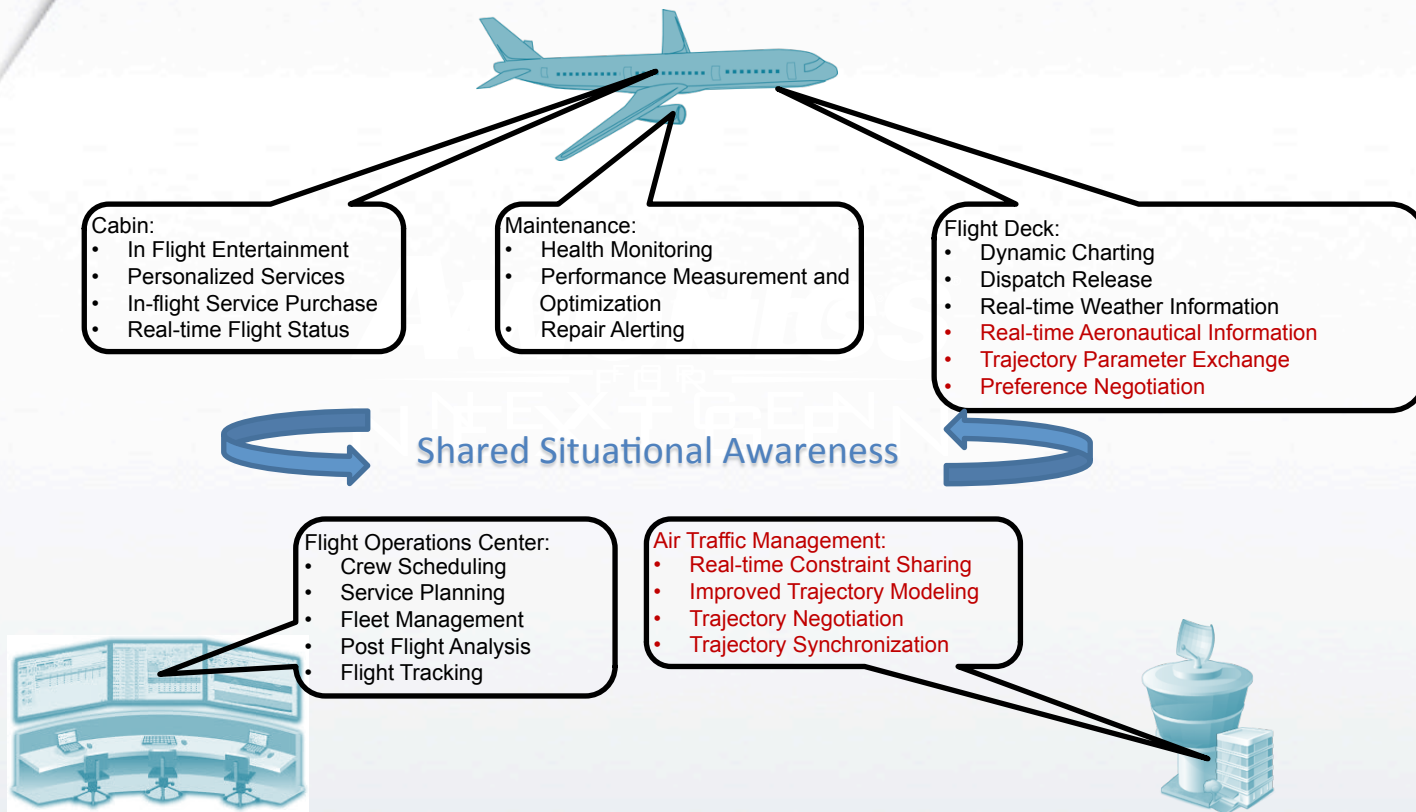 Cabin:
• In Flight Entertainment
• Personalized Services
• In-flight Service Purchase
• Real-time Flight Status
Maintenance:
• Health Monitoring
• Performance Measurement and
Optimization
• Repair Alerting
Flight Deck:
• Dynamic Charting
• Dispatch Release
• Real-time Weather Information
• Real-time Aeronautical Information
• Trajectory Parameter Exchange
• Preference Negotiation
FOR
NEXTGEN
Shared Situational Awareness
Flight Operations Center:
• Crew Scheduling
• Service Planning
• Fleet Management
• Post Flight Analysis
• Flight Tracking
Air Traffic Management:
• Real-time Constraint Sharing
• Improved Trajectory Modeling
• Trajectory Negotiation
• Trajectory Synchronization